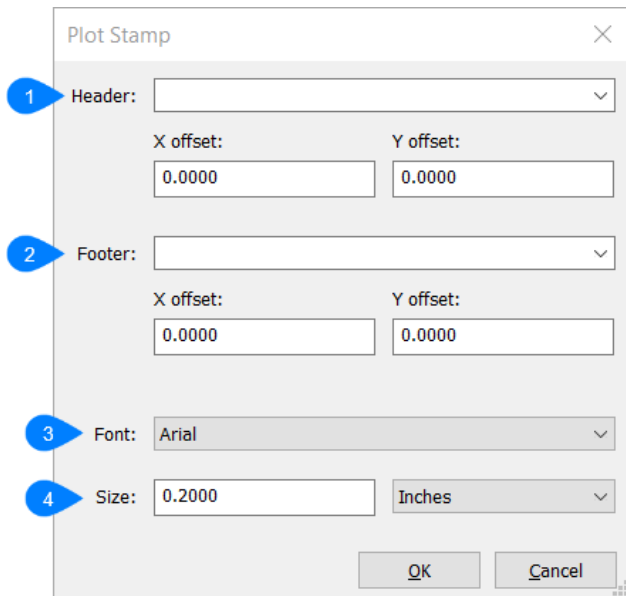 Plot Stamp
1 Header:
X offset: Y offset:
0.0000 0.0000
2 Footer:
X offset: Y offset:
0.0000 0.0000
3 Font: Arial
4 Size: 0.2000 Inches
OK Cancel